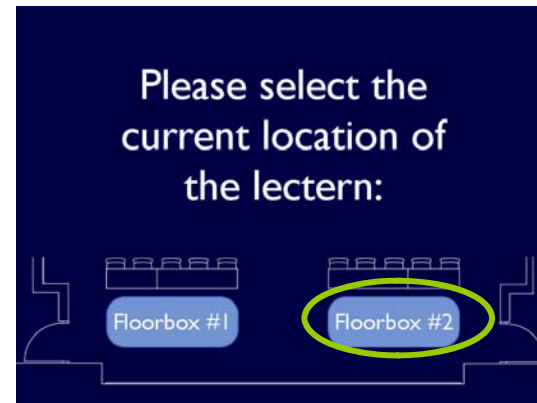 Please select the
current location of
the lectern:
Floorbox #1
Floorbox #2